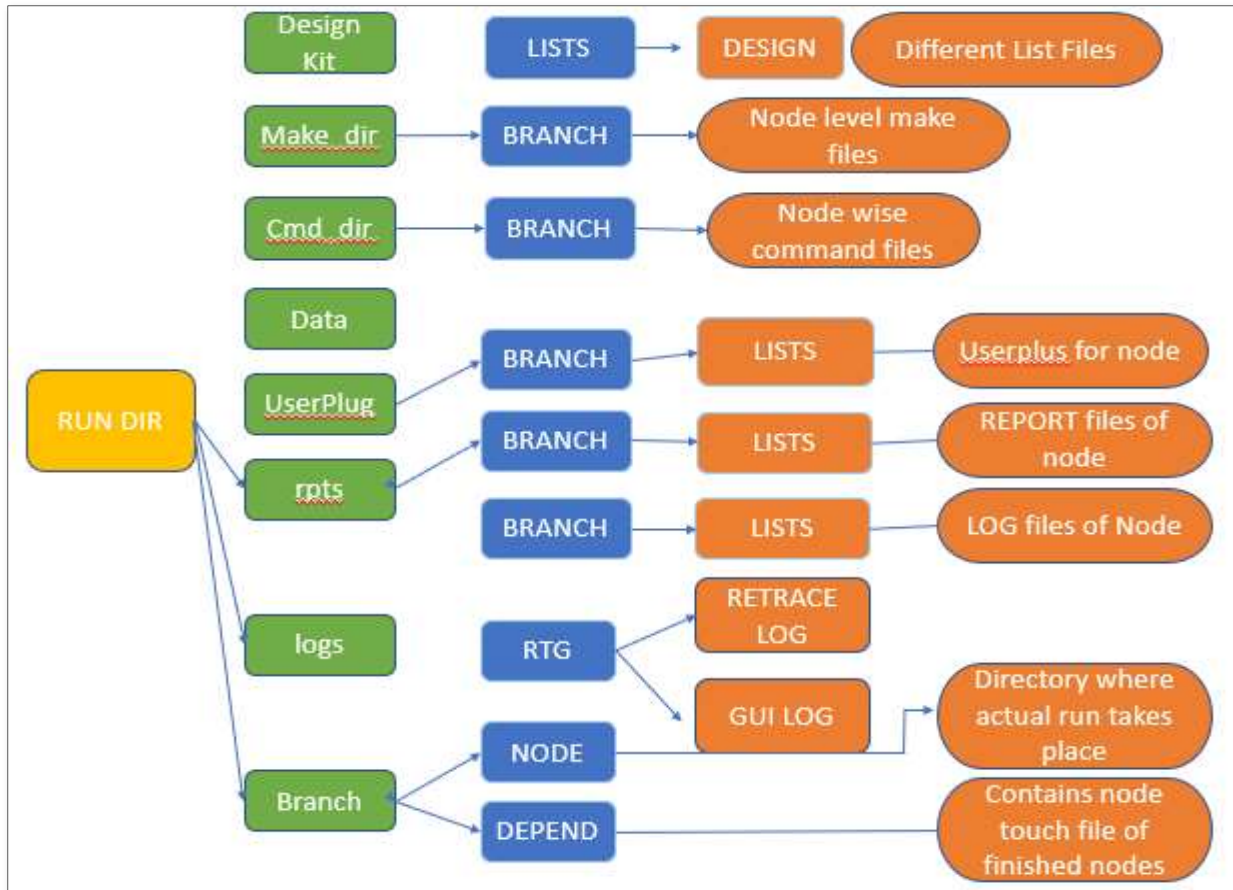 Design
Kit
LISTS
DESIGN
Different List Files
Make_dir
BRANCH
Node level make
files
Cmd_dir
BRANCH
Node wise
command files
Data
BRANCH
LISTS
Userplus for node
RUN DIR
UserPlug
BRANCH
LISTS
REPORT files of
node
rpts
BRANCH
LISTS
LOG files of Node
RETRACE
LOG
logs
RTG
GUI LOG
Directory where
actual run takes
place
NODE
Branch
DEPEND
Contains node
touch file of
finished nodes